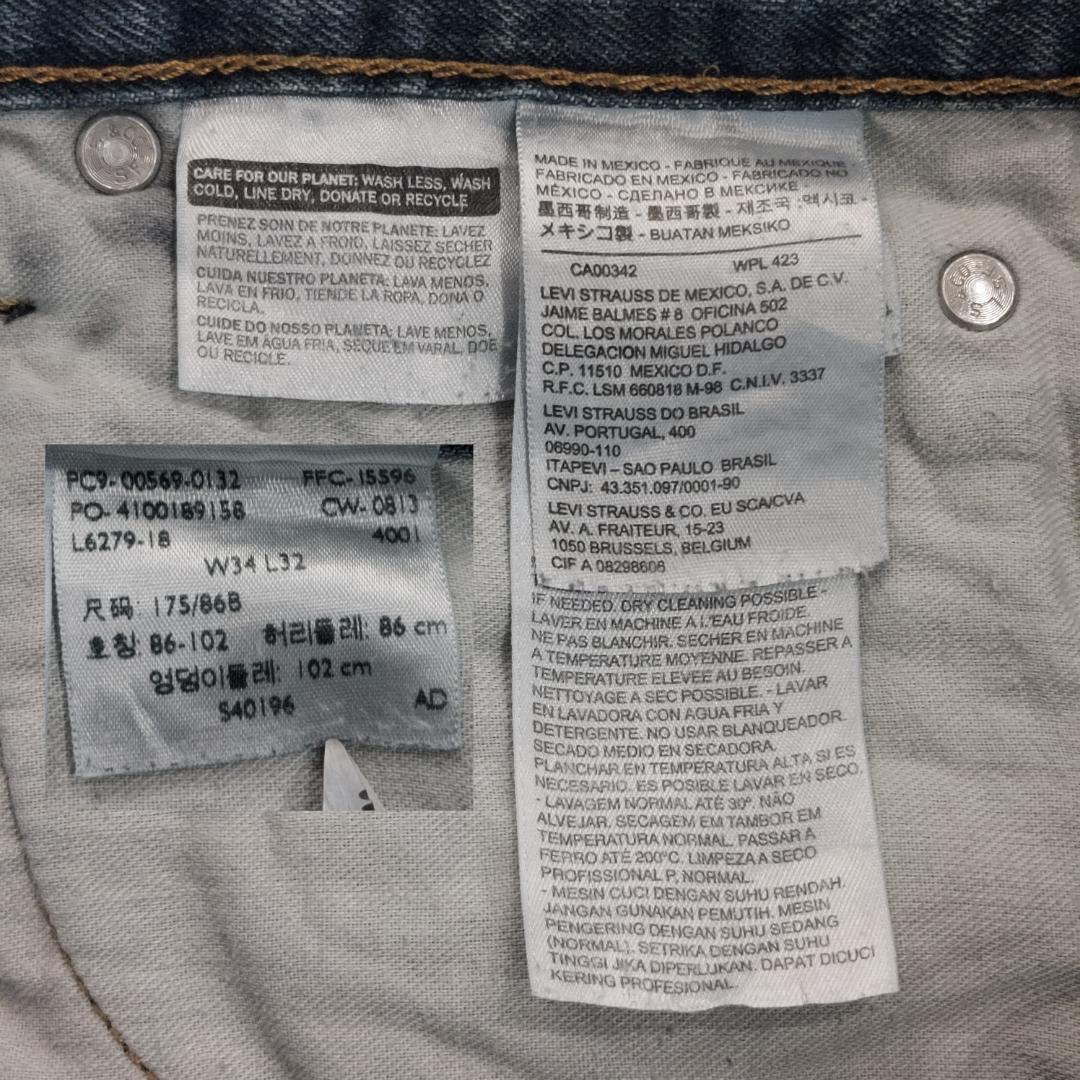 CARE FOR OUR PLANET: WASH LESS, WASH
COLD, LINE DRY, DONATE OR RECYCLE
PRENEZ SOIN DE NOTRE PLANETE: LAVEZ
MOINS, LAVEZ A FROID, LAISSEZ SECHER
NATURELLEMENT, DONNEZ OU RECYCLEZ
CUIDA NUESTRO PLANETA: LAVA MENOS,
LAVA EN FRIO, TIENDE LA ROPA, DONA O
RECICLA.
CUIDE DO NOSSO PLANETA: LAVE MENOS,
LAVE EM ÁGUA FRIA, SEQUE EM VARAL, DOE
OU RECICLE.
MADE IN MEXICO - FABRIQUE AU MEXIQUE
FABRICADO EN MEXICO - FABRICADO NO
MÉXICO - СДЕЛАНО В МЕКСИКЕ -
墨西哥制造 - 墨西哥製 - 제조국 :멕시코 -
メキシコ製 - BUATAN MEKSIKO
CA00342 WPL 423
LEVI STRAUSS DE MEXICO, S.A. DE C.V.
JAIME BALMES # 8 OFICINA 502
COL. LOS MORALES POLANCO
DELEGACION MIGUEL HIDALGO
C.P. 11510 MEXICO D.F.
R.F.C. LSM 660818 M-98 C.N.I.V. 3337
LEVI STRAUSS DO BRASIL
AV. PORTUGAL, 400
06990-110
ITAPEVI – SAO PAULO BRASIL
CNPJ: 43.351.097/0001-90
LEVI STRAUSS & CO. EU SCA/CVA
AV. A. FRAITEUR, 15-23
1050 BRUSSELS, BELGIUM
CIF A 08298608
IF NEEDED. DRY CLEANING POSSIBLE -
LAVER EN MACHINE A L'EAU FROIDE.
NE PAS BLANCHIR. SECHER EN MACHINE
A TEMPERATURE MOYENNE. REPASSER A
TEMPERATURE ELEVEE AU BESOIN.
NETTOYAGE A SEC POSSIBLE. - LAVAR
EN LAVADORA CON AGUA FRIA Y
DETERGENTE. NO USAR BLANQUEADOR.
SECADO MEDIO EN SECADORA.
PLANCHAR EN TEMPERATURA ALTA SI ES
NECESARIO. ES POSIBLE LAVAR EN SECO.
- LAVAGEM NORMAL ATÉ 30º. NÃO
ALVEJAR. SECAGEM EM TAMBOR EM
TEMPERATURA NORMAL. PASSAR A
FERRO ATÉ 200ºC. LIMPEZA A SECO
PROFISSIONAL P, NORMAL.
- MESIN CUCI DENGAN SUHU RENDAH.
JANGAN GUNAKAN PEMUTIH. MESIN
PENGERING DENGAN SUHU SEDANG
(NORMAL). SETRIKA DENGAN SUHU
TINGGI JIKA DIPERLUKAN. DAPAT DICUCI
KERING PROFESIONAL.
PC9-00569-0132 FFC-15596
PO-4100189158 CW-0813
L6279-18 4001
W34 L32
尺码: 175/86B
호칭: 86-102 허리둘레: 86 cm
엉덩이둘레: 102 cm
S40196 AD